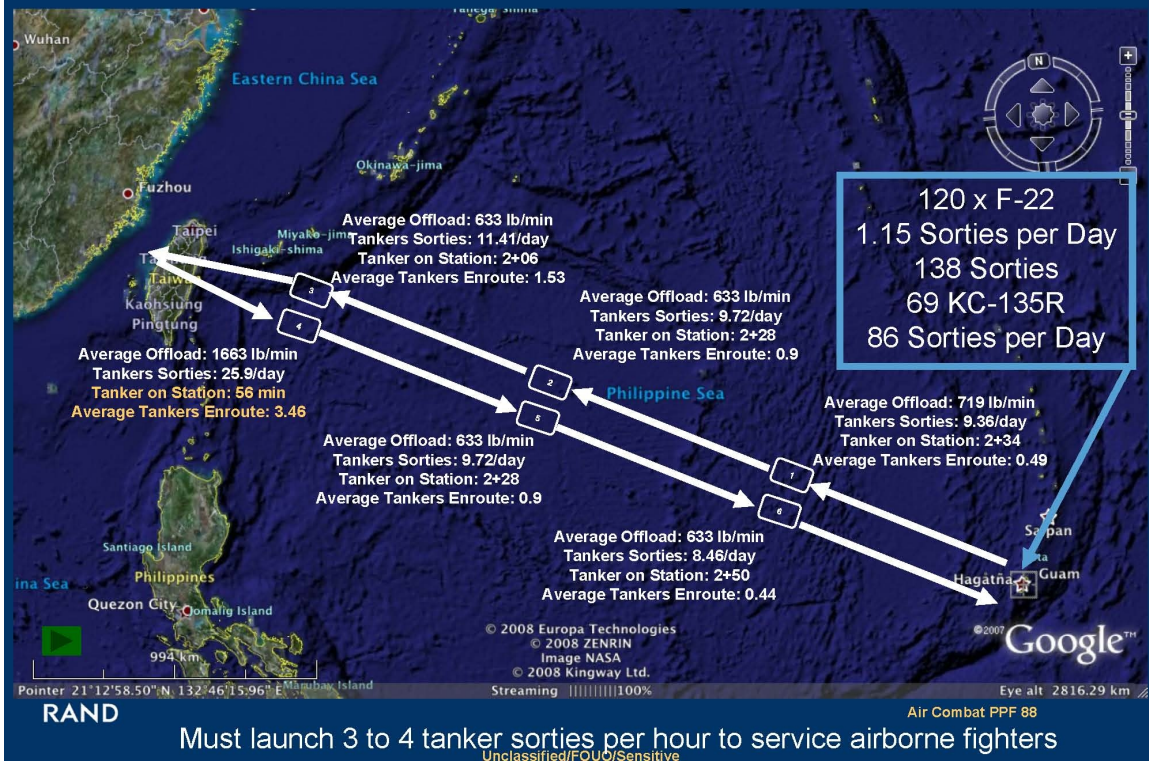 Tanega Shima
Wuhan
Eastern China Sea
N
Okinawa-jima
Fuzhou
120 x F-22
1.15 Sorties per Day
138 Sorties
69 KC-135R
86 Sorties per Day
Taipei
Miyako-jima
Ishigaki-shima
Average Offload: 633 lb/min
Tankers Sorties: 11.41/day
Tanker on Station: 2+06
Average Tankers Enroute: 1.53
Kaohsiung
Pingtung
3
4
Average Offload: 633 lb/min
Tankers Sorties: 9.72/day
Tanker on Station: 2+28
Average Tankers Enroute: 0.9
Average Offload: 1663 lb/min
Tankers Sorties: 25.9/day
Tanker on Station: 56 min
Average Tankers Enroute: 3.46
2
5
Philippine Sea
Average Offload: 719 lb/min
Tankers Sorties: 9.36/day
Tanker on Station: 2+34
Average Tankers Enroute: 0.49
Average Offload: 633 lb/min
Tankers Sorties: 9.72/day
Tanker on Station: 2+28
Average Tankers Enroute: 0.9
1
6
Average Offload: 633 lb/min
Tankers Sorties: 8.46/day
Tanker on Station: 2+50
Average Tankers Enroute: 0.44
Saipan
Hagåtña
Guam
Santiago Island
Philippines
Quezon City
© 2008 Europa Technologies
© 2008 ZENRIN
Image NASA
© 2008 Kingway Ltd.
©2007 Google™
994 km
Pointer 21°12'58.50" N 132°46'15.96" E
Island
Streaming 100%
Eye alt 2816.29 km
RAND
Air Combat PPF 88
Must launch 3 to 4 tanker sorties per hour to service airborne fighters
Unclassified/FOUO/Sensitive